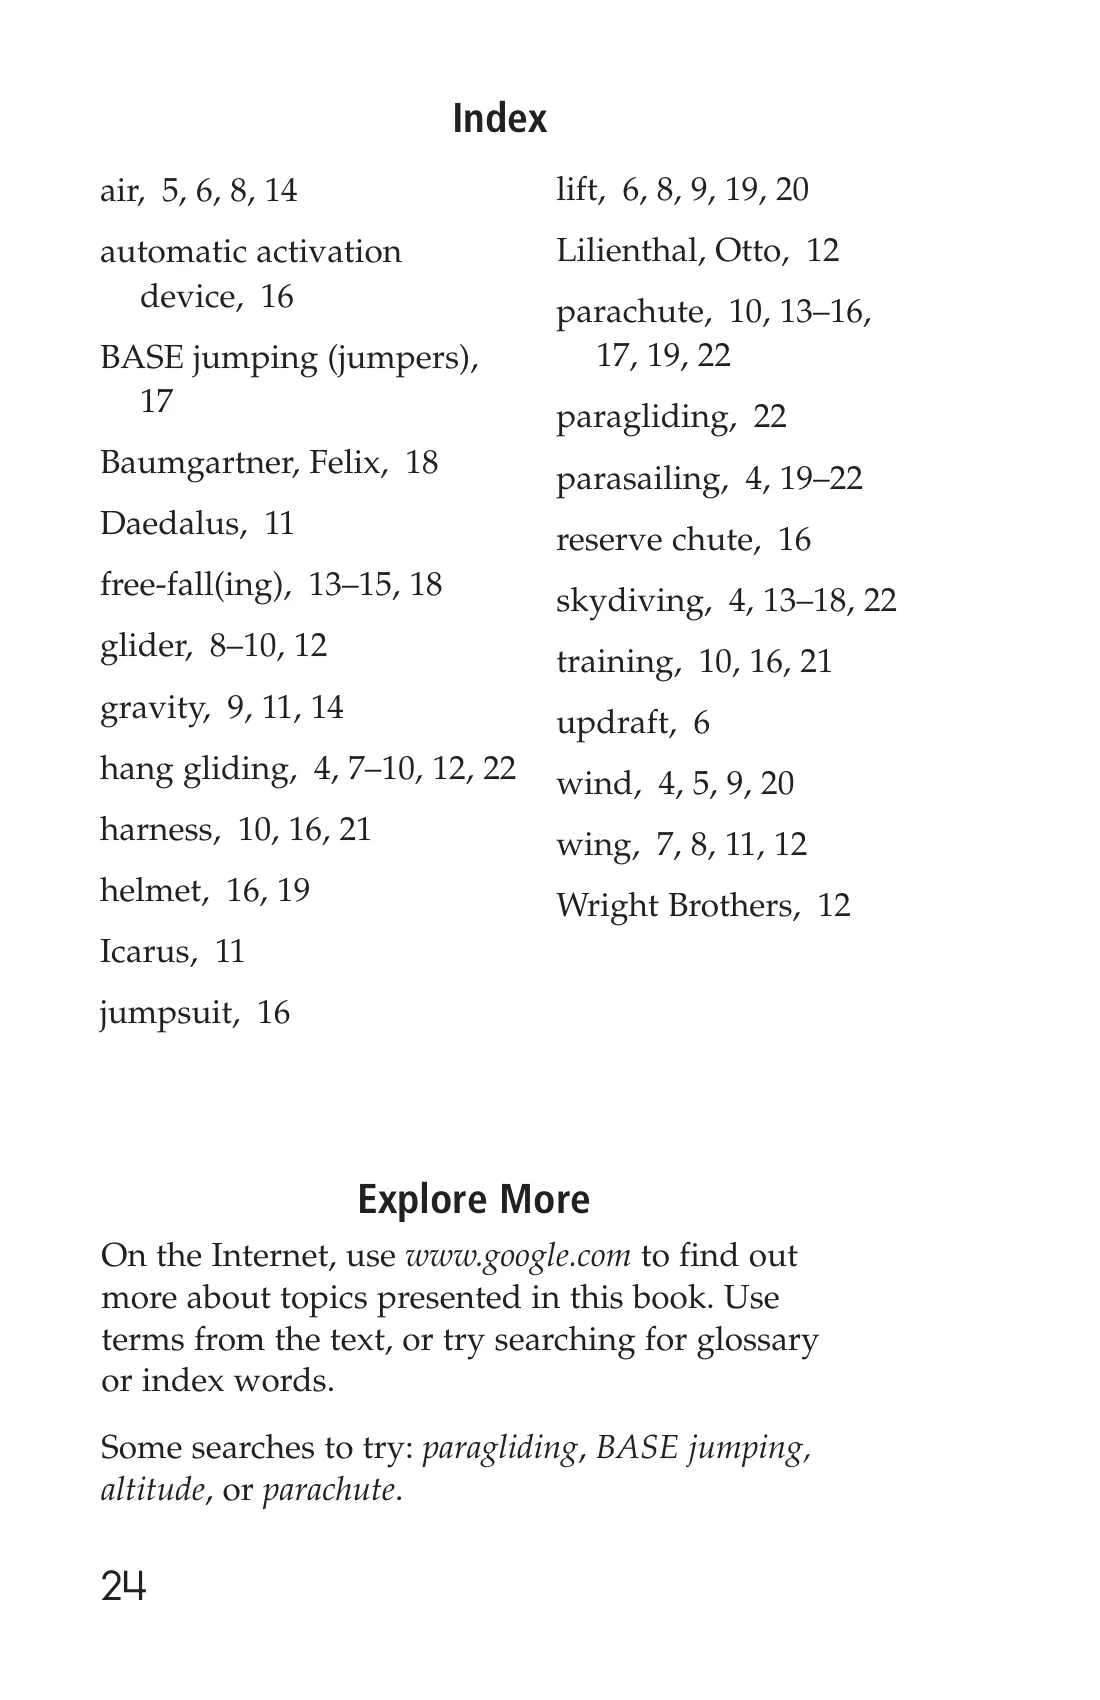 Index
air, 5, 6, 8, 14
automatic activation
device, 16
BASE jumping (jumpers),
17
Baumgartner, Felix, 18
Daedalus, 11
free-fall(ing), 13–15, 18
glider, 8–10, 12
gravity, 9, 11, 14
hang gliding, 4, 7–10, 12, 22
harness, 10, 16, 21
helmet, 16, 19
Icarus, 11
jumpsuit, 16
lift, 6, 8, 9, 19, 20
Lilienthal, Otto, 12
parachute, 10, 13–16,
17, 19, 22
paragliding, 22
parasailing, 4, 19–22
reserve chute, 16
skydiving, 4, 13–18, 22
training, 10, 16, 21
updraft, 6
wind, 4, 5, 9, 20
wing, 7, 8, 11, 12
Wright Brothers, 12
Explore More
On the Internet, use www.google.com to find out
more about topics presented in this book. Use
terms from the text, or try searching for glossary
or index words.
Some searches to try: paragliding, BASE jumping,
altitude, or parachute.
24